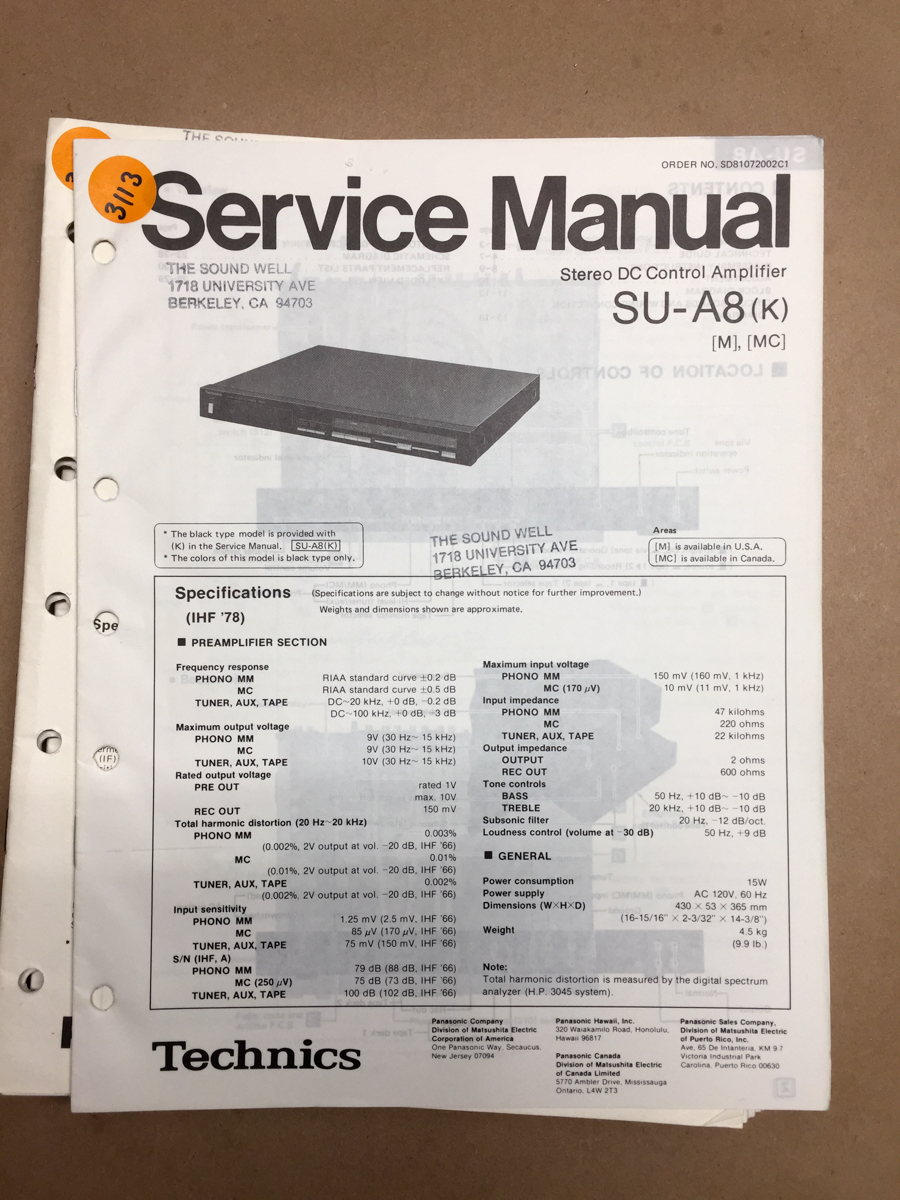 THE SOUN
3113
ORDER NO. SD81072002C1
Service Manual
THE SOUND WELL
1718 UNIVERSITY AVE
BERKELEY, CA 94703
Stereo DC Control Amplifier
SU-A8 (K)
[M], [MC]
* The black type model is provided with
(K) in the Service Manual. SU-A8(K)
* The colors of this model is black type only.
THE SOUND WELL
1718 UNIVERSITY AVE
BERKELEY, CA 94703
Areas
[M] is available in U.S.A.
[MC] is available in Canada.
Specifications (Specifications are subject to change without notice for further improvement.)
(IHF '78) Weights and dimensions shown are approximate.
■ PREAMPLIFIER SECTION
Frequency response
PHONO MM RIAA standard curve ±0.2 dB
MC RIAA standard curve ±0.5 dB
TUNER, AUX, TAPE DC~20 kHz, +0 dB, -0.2 dB
DC~100 kHz, +0 dB, -3 dB
Maximum output voltage
PHONO MM 9V (30 Hz~ 15 kHz)
MC 9V (30 Hz~ 15 kHz)
TUNER, AUX, TAPE 10V (30 Hz~ 15 kHz)
Rated output voltage
PRE OUT rated 1V
max. 10V
REC OUT 150 mV
Total harmonic distortion (20 Hz~20 kHz)
PHONO MM 0.003%
(0.002%, 2V output at vol. -20 dB, IHF '66)
MC 0.01%
(0.01%, 2V output at vol. -20 dB, IHF '66)
TUNER, AUX, TAPE 0.002%
(0.002%, 2V output at vol. -20 dB, IHF '66)
Input sensitivity
PHONO MM 1.25 mV (2.5 mV, IHF '66)
MC 85 μV (170 μV, IHF '66)
TUNER, AUX, TAPE 75 mV (150 mV, IHF '66)
S/N (IHF, A)
PHONO MM 79 dB (88 dB, IHF '66)
MC (250 μV) 75 dB (73 dB, IHF '66)
TUNER, AUX, TAPE 100 dB (102 dB, IHF '66)
Maximum input voltage
PHONO MM 150 mV (160 mV, 1 kHz)
MC (170 μV) 10 mV (11 mV, 1 kHz)
Input impedance
PHONO MM 47 kilohms
MC 220 ohms
TUNER, AUX, TAPE 22 kilohms
Output impedance
OUTPUT 2 ohms
REC OUT 600 ohms
Tone controls
BASS 50 Hz, +10 dB~ -10 dB
TREBLE 20 kHz, +10 dB~ -10 dB
Subsonic filter 20 Hz, -12 dB/oct.
Loudness control (volume at -30 dB) 50 Hz, +9 dB
■ GENERAL
Power consumption 15W
Power supply AC 120V, 60 Hz
Dimensions (W×H×D) 430 × 53 × 365 mm
(16-15/16" × 2-3/32" × 14-3/8")
Weight 4.5 kg
(9.9 lb.)
Note:
Total harmonic distortion is measured by the digital spectrum
analyzer (H.P. 3045 system).
Spe
(IF)
Technics
Panasonic Company
Division of Matsushita Electric
Corporation of America
One Panasonic Way, Secaucus,
New Jersey 07094
Panasonic Hawaii, Inc.
320 Waiakamilo Road, Honolulu,
Hawaii 96817
Panasonic Canada
Division of Matsushita Electric
of Canada Limited
5770 Ambler Drive, Mississauga
Ontario, L4W 2T3
Panasonic Sales Company,
Division of Matsushita Electric
of Puerto Rico, Inc.
Ave. 65 De Infanteria, KM 9.7
Victoria Industrial Park
Carolina, Puerto Rico 00630